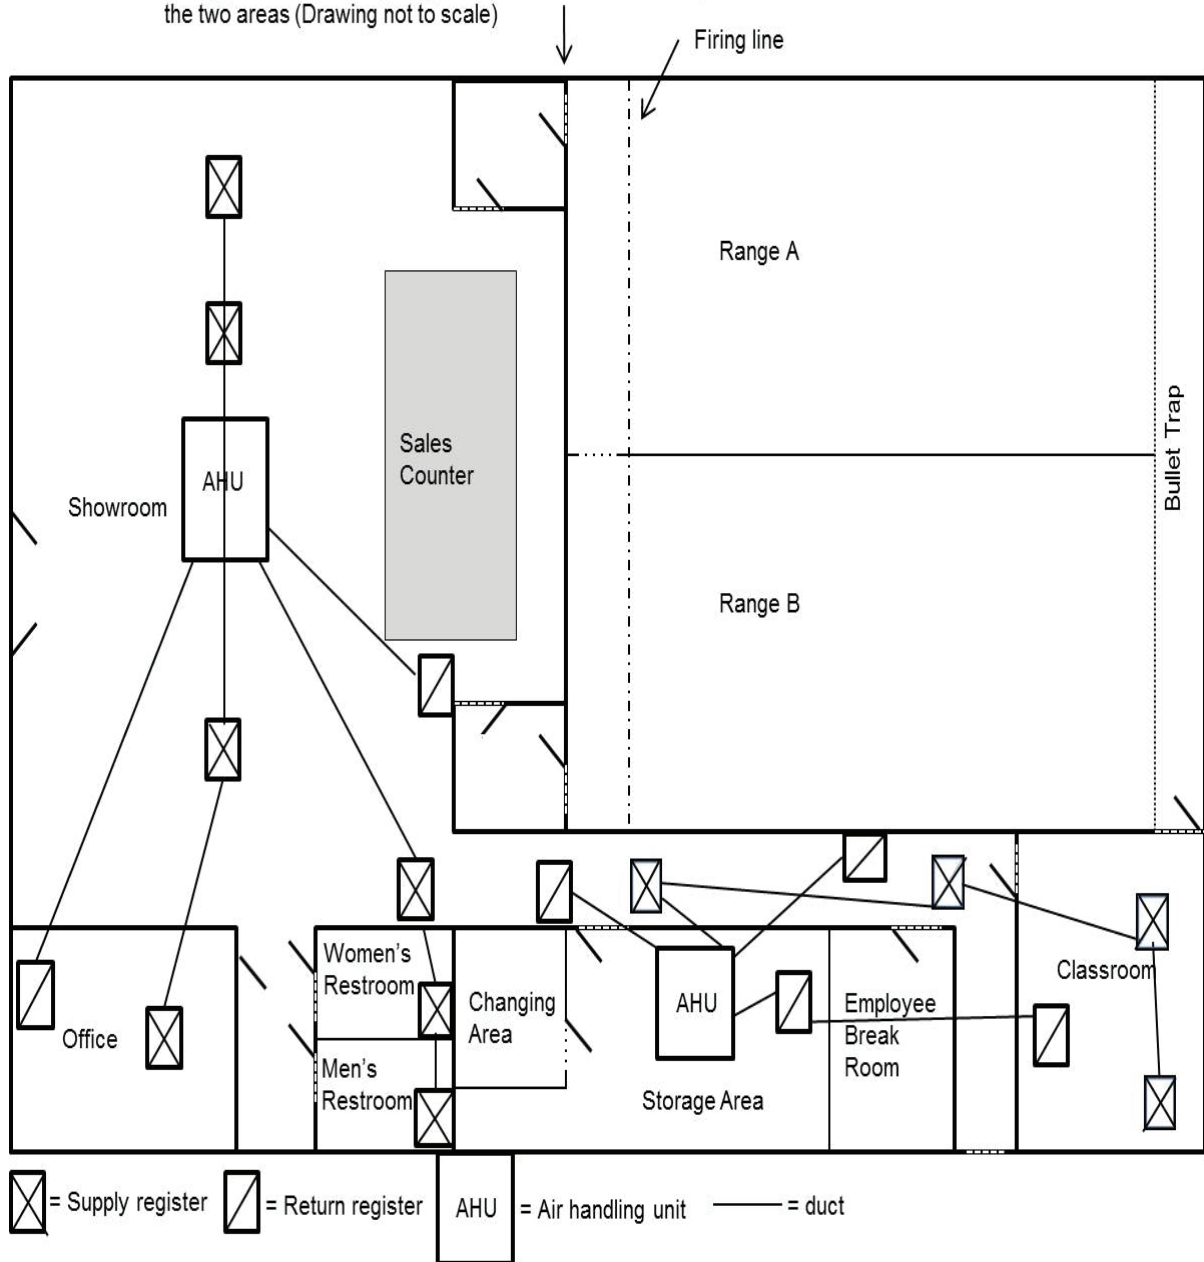 the two areas (Drawing not to scale)
Firing line
Range A
Sales
Counter
AHU
Showroom
Bullet Trap
Range B
Women's
Restroom
Changing
Area
AHU
Employee
Break
Room
Classroom
Office
Men's
Restroom
Storage Area
= Supply register
= Return register
AHU
= Air handling unit
= duct